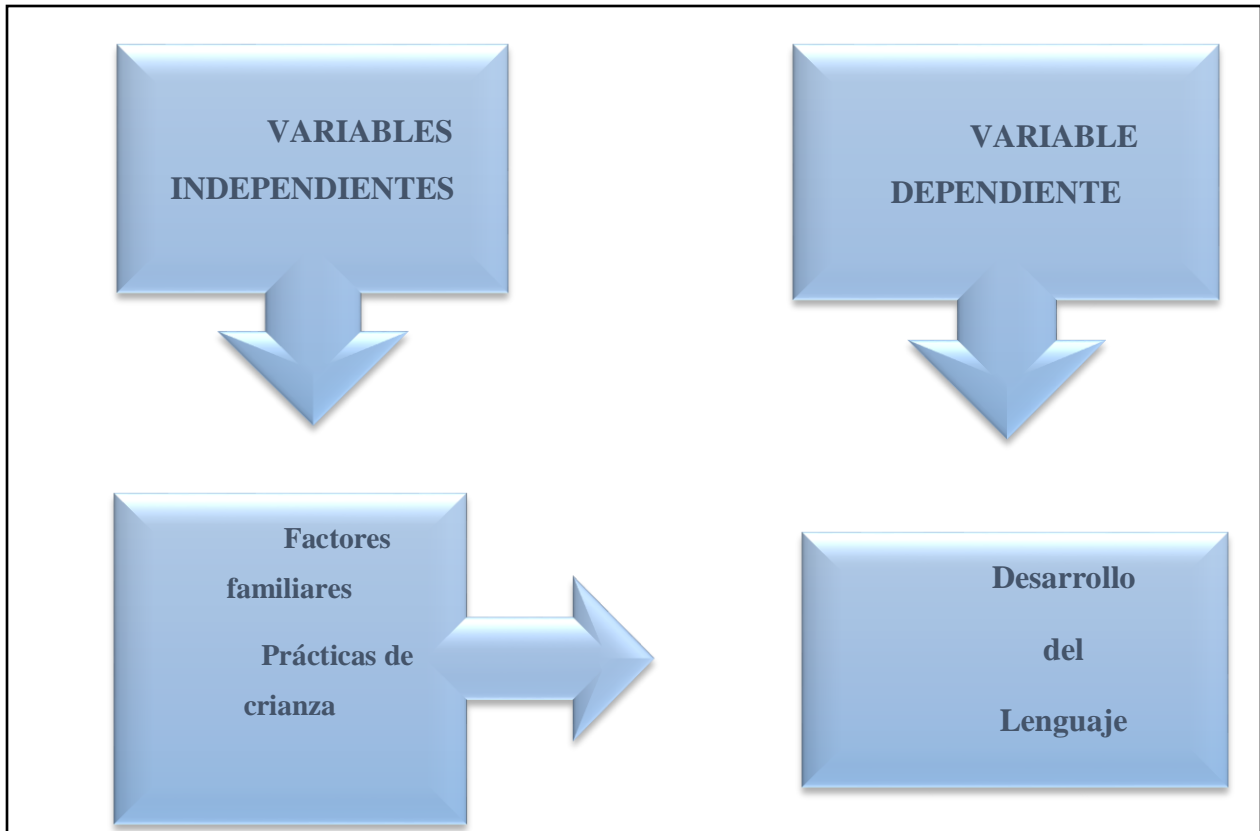 VARIABLES
INDEPENDIENTES
VARIABLE
DEPENDIENTE
Factores
familiares
Prácticas de
crianza
Desarrollo
del
Lenguaje